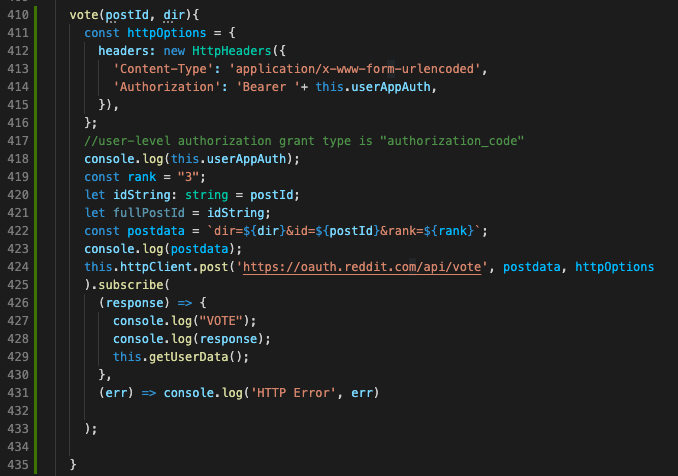 410 vote(postId, dir){
411 const httpOptions = {
412 headers: new HttpHeaders({
413 'Content-Type': 'application/x-www-form-urlencoded',
414 'Authorization': 'Bearer '+ this.userAppAuth,
415 }),
416 };
417 //user-level authorization grant type is "authorization_code"
418 console.log(this.userAppAuth);
419 const rank = "3";
420 let idString: string = postId;
421 let fullPostId = idString;
422 const postdata = `dir=${dir}&id=${postId}&rank=${rank}`;
423 console.log(postdata);
424 this.httpClient.post('https://oauth.reddit.com/api/vote', postdata, httpOptions
425 ).subscribe(
426 (response) => {
427 console.log("VOTE");
428 console.log(response);
429 this.getUserData();
430 },
431 (err) => console.log('HTTP Error', err)
432
433 );
434
435 }